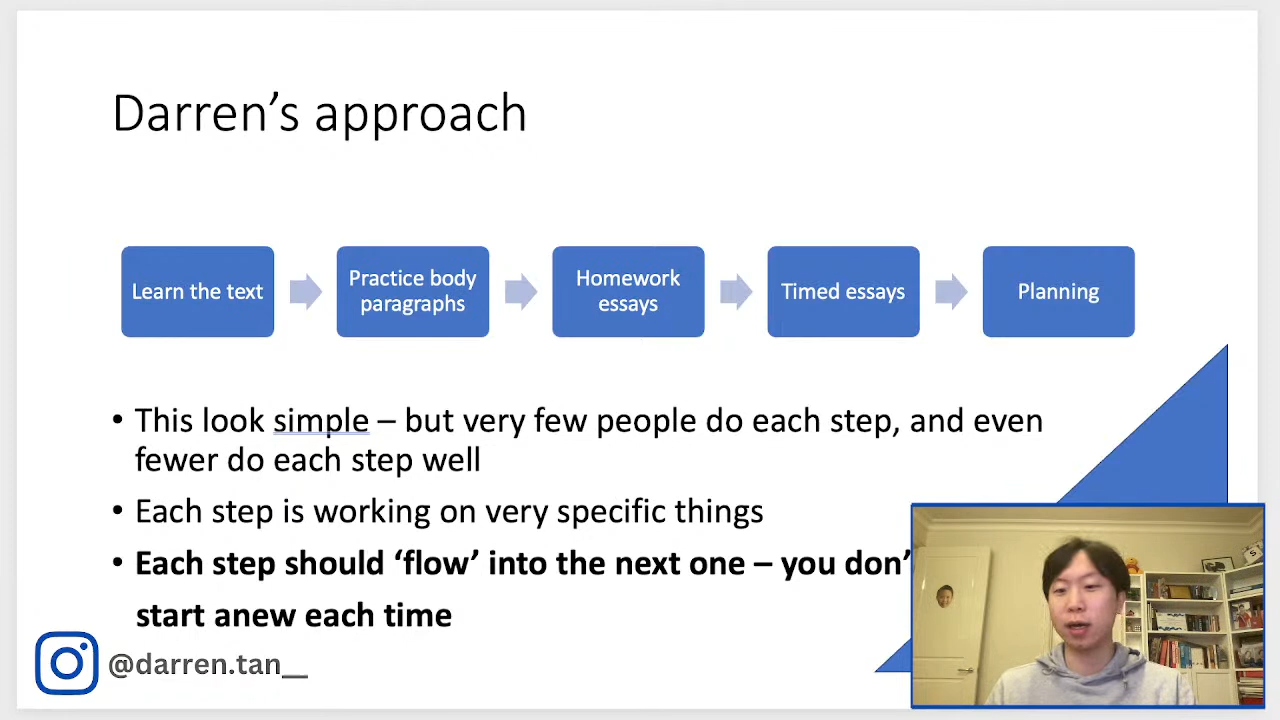 Darren’s approach
Learn the text
Practice body
paragraphs
Homework
essays
Timed essays
Planning
• This look simple – but very few people do each step, and even
fewer do each step well
• Each step is working on very specific things
• Each step should ‘flow’ into the next one – you don’
start anew each time
@darren.tan__